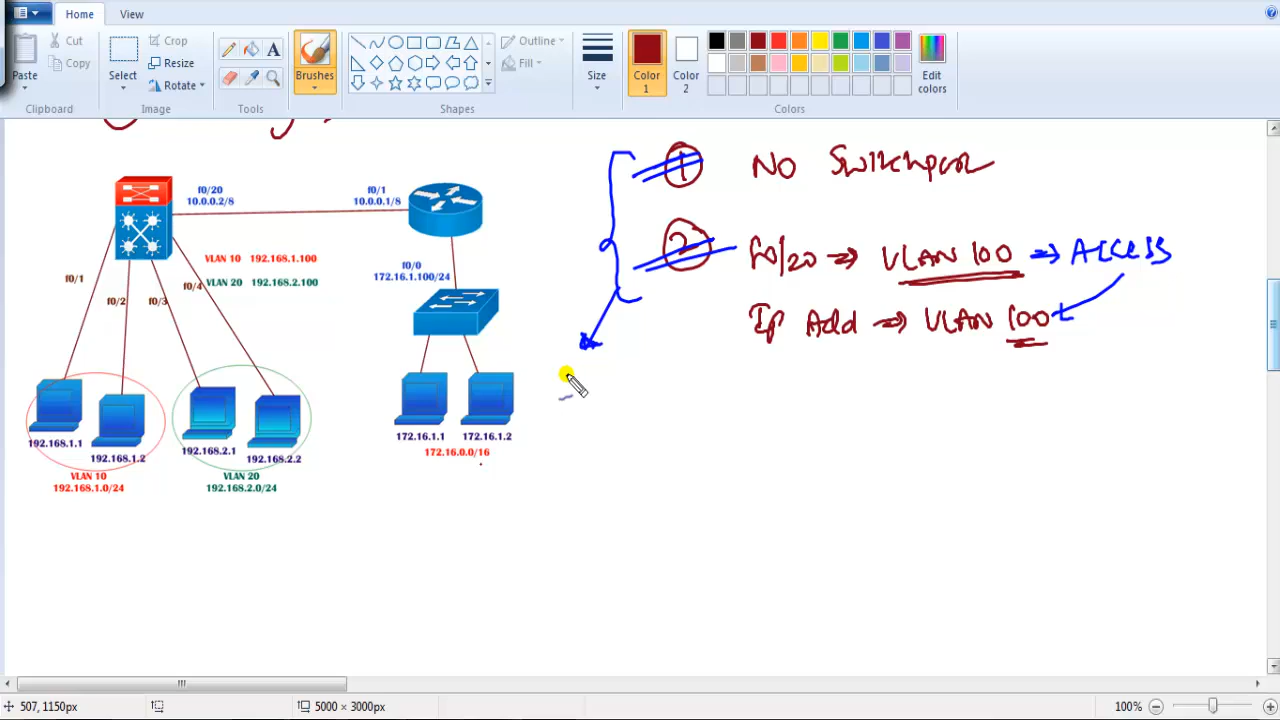 Home
View
Cut
Copy
Paste
Clipboard
Select
Crop
Resize
Rotate
Image
Tools
Brushes
Shapes
Outline
Fill
Size
Color
1
Color
2
Edit
colors
Colors
1 No Switchport
2 f0/20 ⇒ VLAN 100 ⇒ Access
Ip Add ⇒ VLAN 100
f0/20
10.0.0.2/8
f0/1
10.0.0.1/8
VLAN 10 192.168.1.100
VLAN 20 192.168.2.100
f0/0
172.16.1.100/24
f0/1
f0/2
f0/3
f0/4
192.168.1.1
192.168.1.2
192.168.2.1
192.168.2.2
VLAN 10
192.168.1.0/24
VLAN 20
192.168.2.0/24
172.16.1.1
172.16.1.2
172.16.0.0/16
507, 1150px
5000 × 3000px
100%